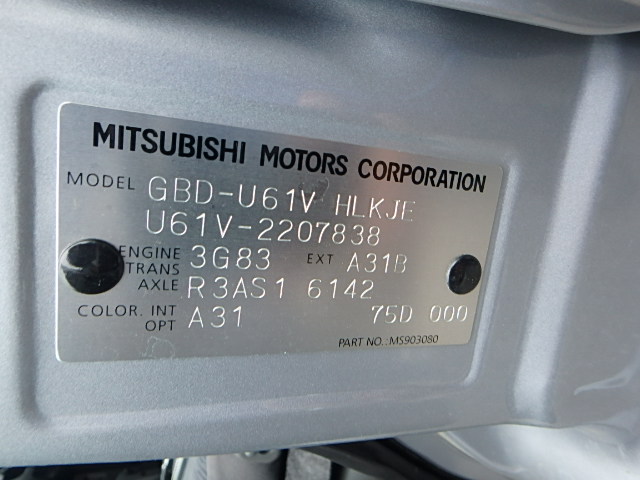 MITSUBISHI MOTORS CORPORATION
MODEL GBD-U61V HLKJE
U61V-2207838
ENGINE 3G83 EXT A31B
TRANS AXLE R3AS1 6142
COLOR. INT OPT A31 75D 000
PART NO.: MS903080